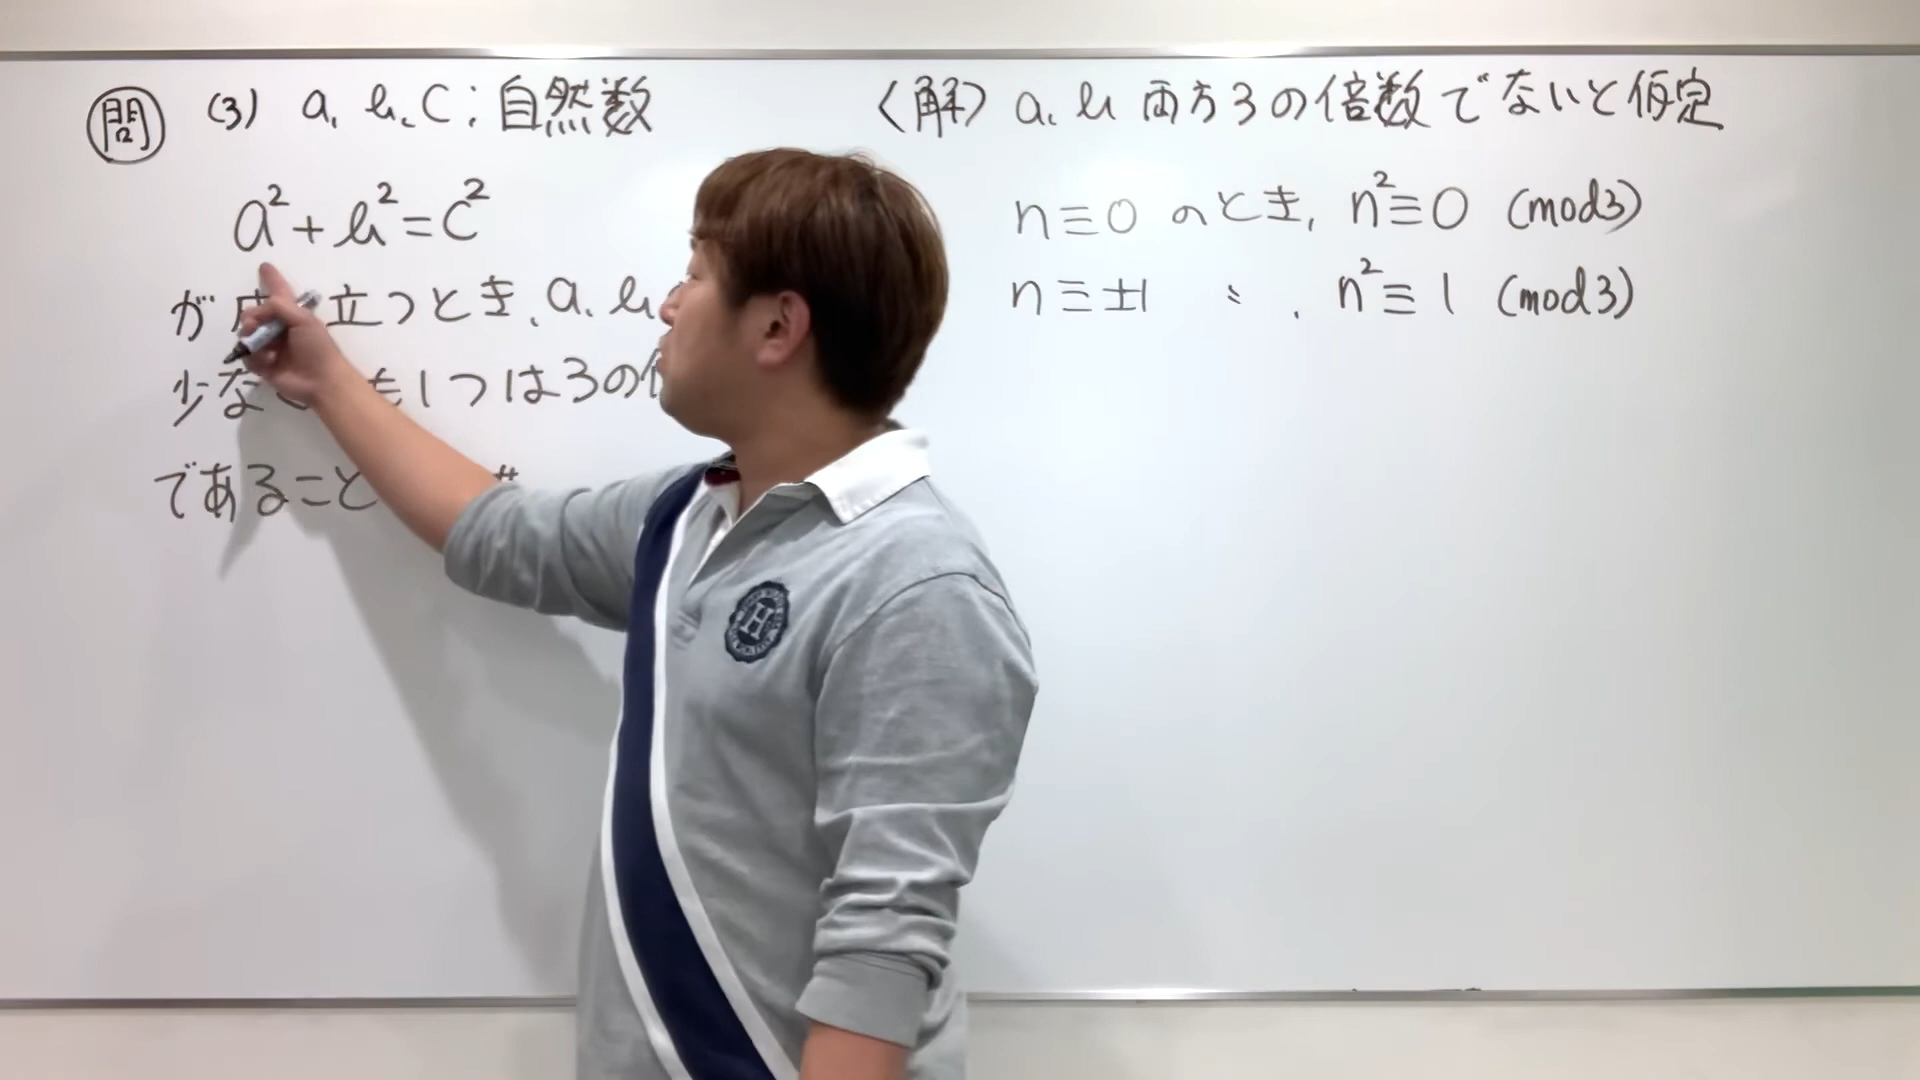 問 (3) a, b, c : 自然数
a²+b²=c²
が 立つとき、a, b
少な も1つは3の
であること
<解> a, b 両方3の倍数でないと仮定
n≡0 のとき, n²≡0 (mod3)
n≡±1 〃 , n²≡1 (mod3)
H